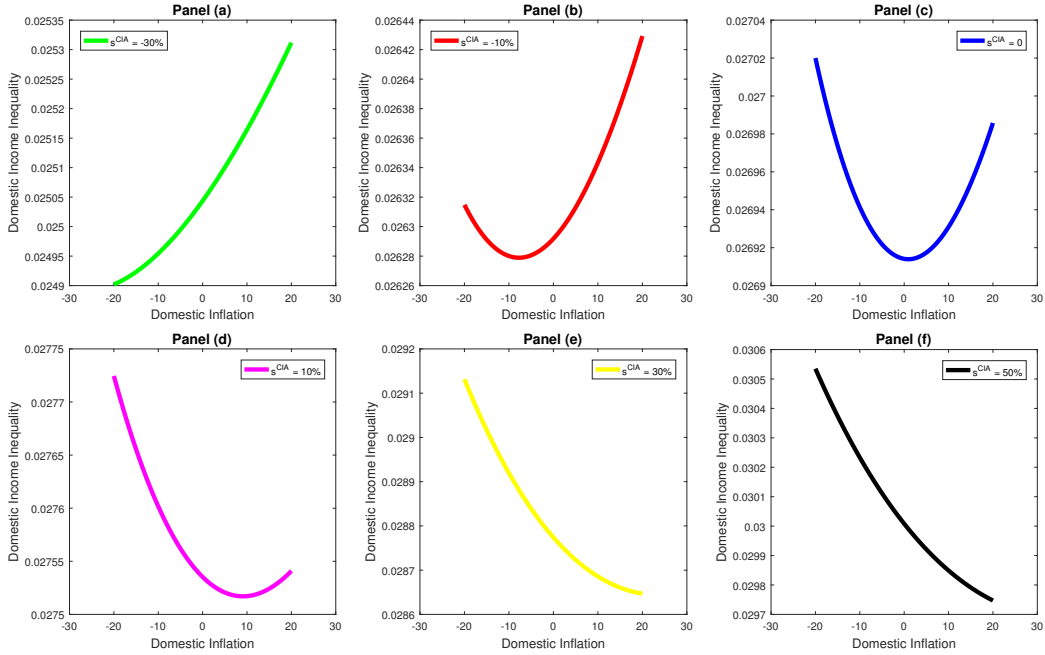 Panel (a)
s^CIA = -30%
Domestic Income Inequality
0.02535
0.0253
0.02525
0.0252
0.02515
0.0251
0.02505
0.025
0.02495
0.0249
-30 -20 -10 0 10 20 30
Domestic Inflation
Panel (b)
s^CIA = -10%
Domestic Income Inequality
0.02644
0.02642
0.0264
0.02638
0.02636
0.02634
0.02632
0.0263
0.02628
0.02626
-30 -20 -10 0 10 20 30
Domestic Inflation
Panel (c)
s^CIA = 0
Domestic Income Inequality
0.02704
0.02702
0.027
0.02698
0.02696
0.02694
0.02692
0.0269
-30 -20 -10 0 10 20 30
Domestic Inflation
Panel (d)
s^CIA = 10%
Domestic Income Inequality
0.02775
0.0277
0.02765
0.0276
0.02755
0.0275
-30 -20 -10 0 10 20 30
Domestic Inflation
Panel (e)
s^CIA = 30%
Domestic Income Inequality
0.0292
0.0291
0.029
0.0289
0.0288
0.0287
0.0286
-30 -20 -10 0 10 20 30
Domestic Inflation
Panel (f)
s^CIA = 50%
Domestic Income Inequality
0.0306
0.0305
0.0304
0.0303
0.0302
0.0301
0.03
0.0299
0.0298
0.0297
-30 -20 -10 0 10 20 30
Domestic Inflation